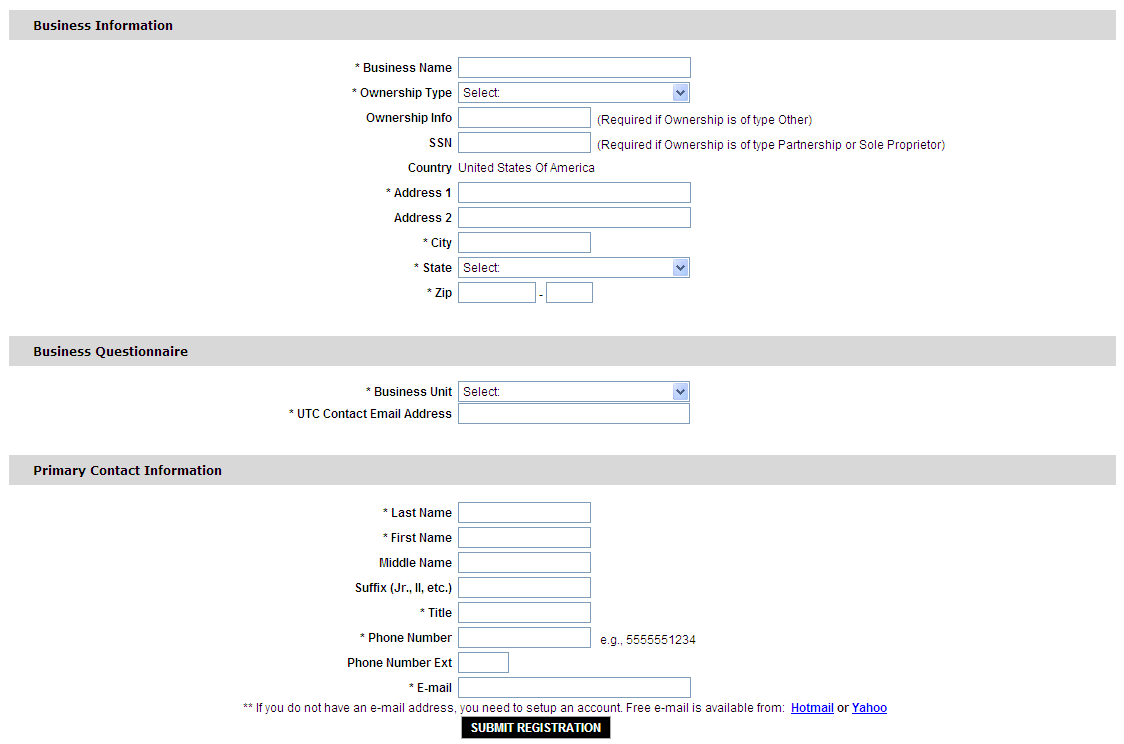 Business Information
* Business Name
* Ownership Type Select:
Ownership Info (Required if Ownership is of type Other)
SSN (Required if Ownership is of type Partnership or Sole Proprietor)
Country United States Of America
* Address 1
Address 2
* City
* State Select:
* Zip -
Business Questionnaire
* Business Unit Select:
* UTC Contact Email Address
Primary Contact Information
* Last Name
* First Name
Middle Name
Suffix (Jr., II, etc.)
* Title
* Phone Number e.g., 5555551234
Phone Number Ext
* E-mail
** If you do not have an e-mail address, you need to setup an account. Free e-mail is available from: Hotmail or Yahoo
SUBMIT REGISTRATION